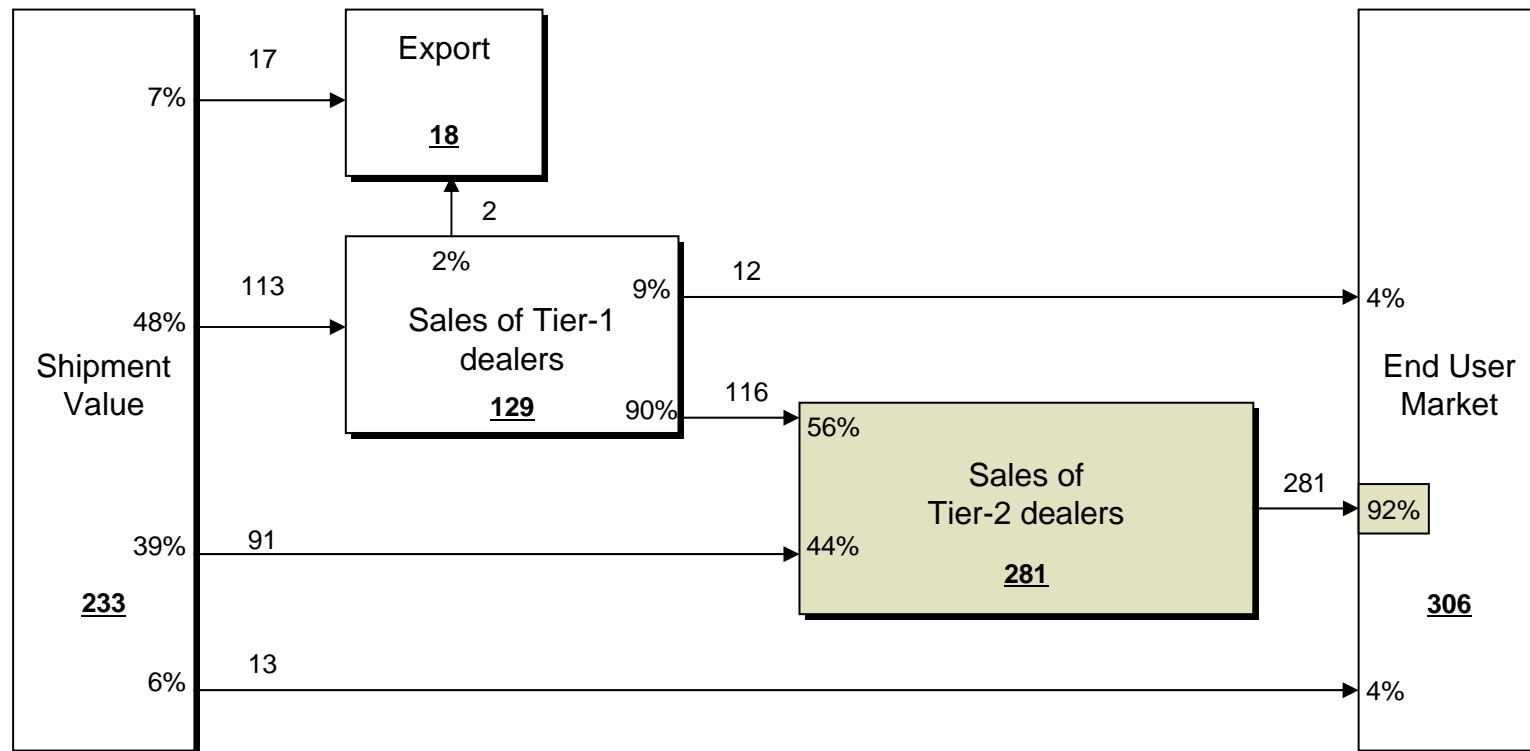 17
Export
7%
18
2
2%
12
113
9%
4%
48%
Sales of Tier-1
dealers
Shipment
Value
End User
Market
116
129
90%
56%
Sales of
Tier-2 dealers
281
92%
91
39%
44%
281
233
306
13
6%
4%